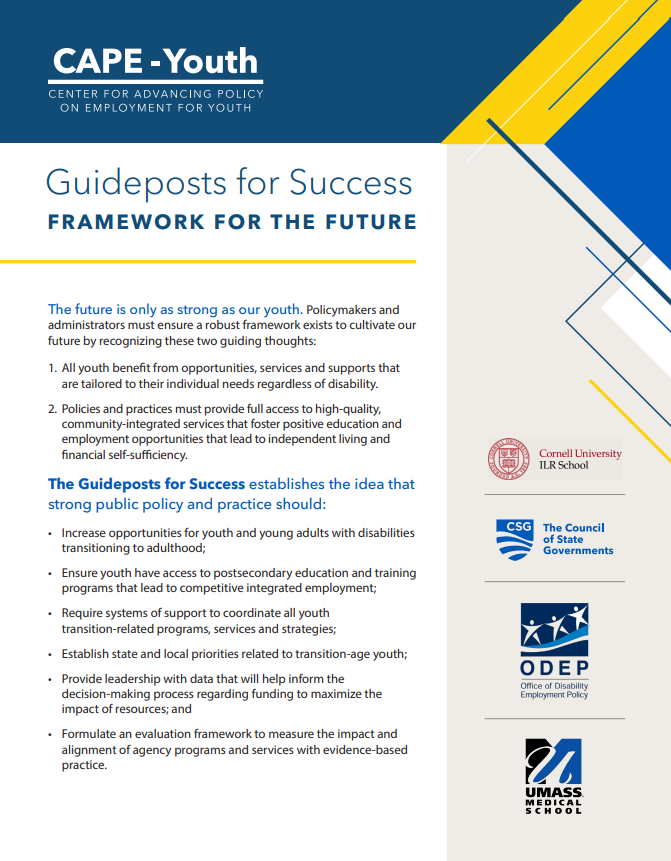 CAPE - Youth
CENTER FOR ADVANCING POLICY
ON EMPLOYMENT FOR YOUTH
Guideposts for Success
FRAMEWORK FOR THE FUTURE
The future is only as strong as our youth. Policymakers and
administrators must ensure a robust framework exists to cultivate our
future by recognizing these two guiding thoughts:
1. All youth benefit from opportunities, services and supports that
are tailored to their individual needs regardless of disability.
2. Policies and practices must provide full access to high-quality,
community-integrated services that foster positive education and
employment opportunities that lead to independent living and
financial self-sufficiency.
The Guideposts for Success establishes the idea that
strong public policy and practice should:
• Increase opportunities for youth and young adults with disabilities
transitioning to adulthood;
• Ensure youth have access to postsecondary education and training
programs that lead to competitive integrated employment;
• Require systems of support to coordinate all youth
transition-related programs, services and strategies;
• Establish state and local priorities related to transition-age youth;
• Provide leadership with data that will help inform the
decision-making process regarding funding to maximize the
impact of resources; and
• Formulate an evaluation framework to measure the impact and
alignment of agency programs and services with evidence-based
practice.
Cornell University
ILR School
CSG
The Council
of State
Governments
ODEP
Office of Disability
Employment Policy
UMASS
MEDICAL
SCHOOL